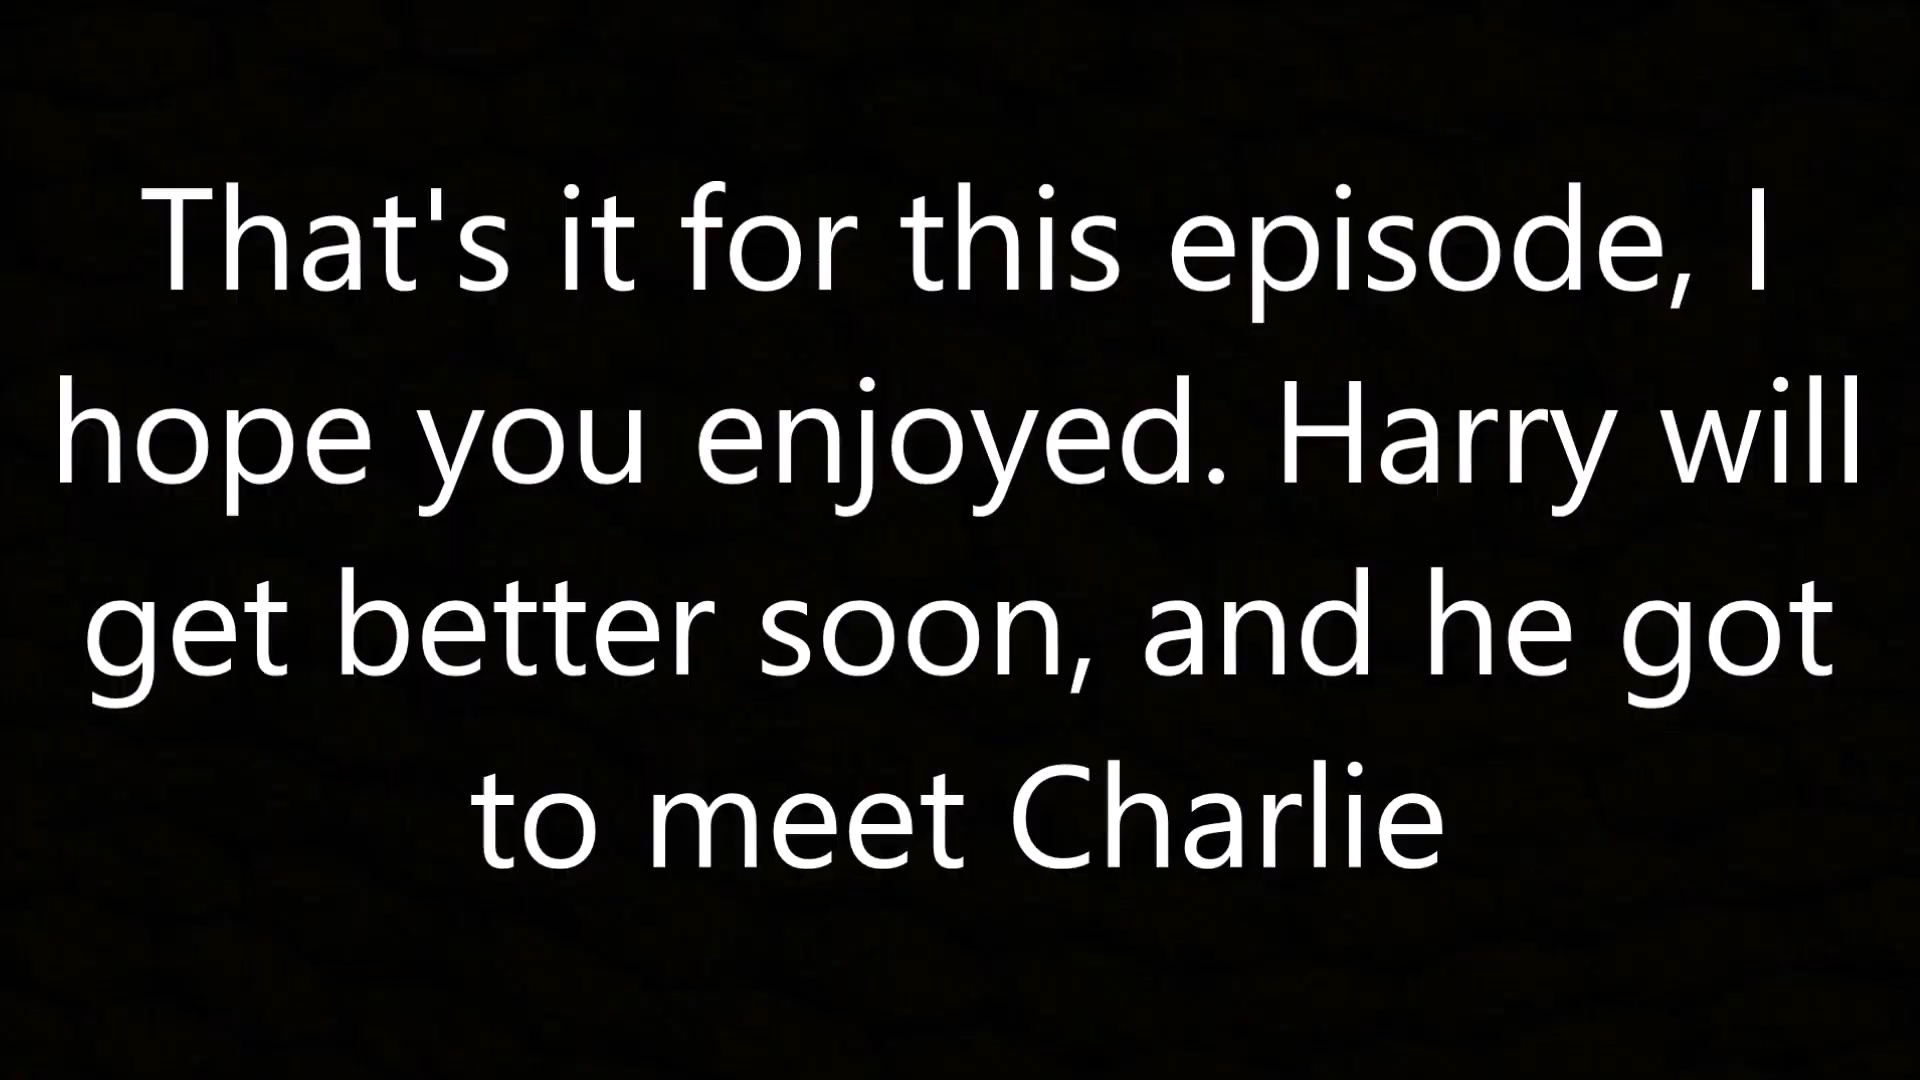 That's it for this episode, I
hope you enjoyed. Harry will
get better soon, and he got
to meet Charlie